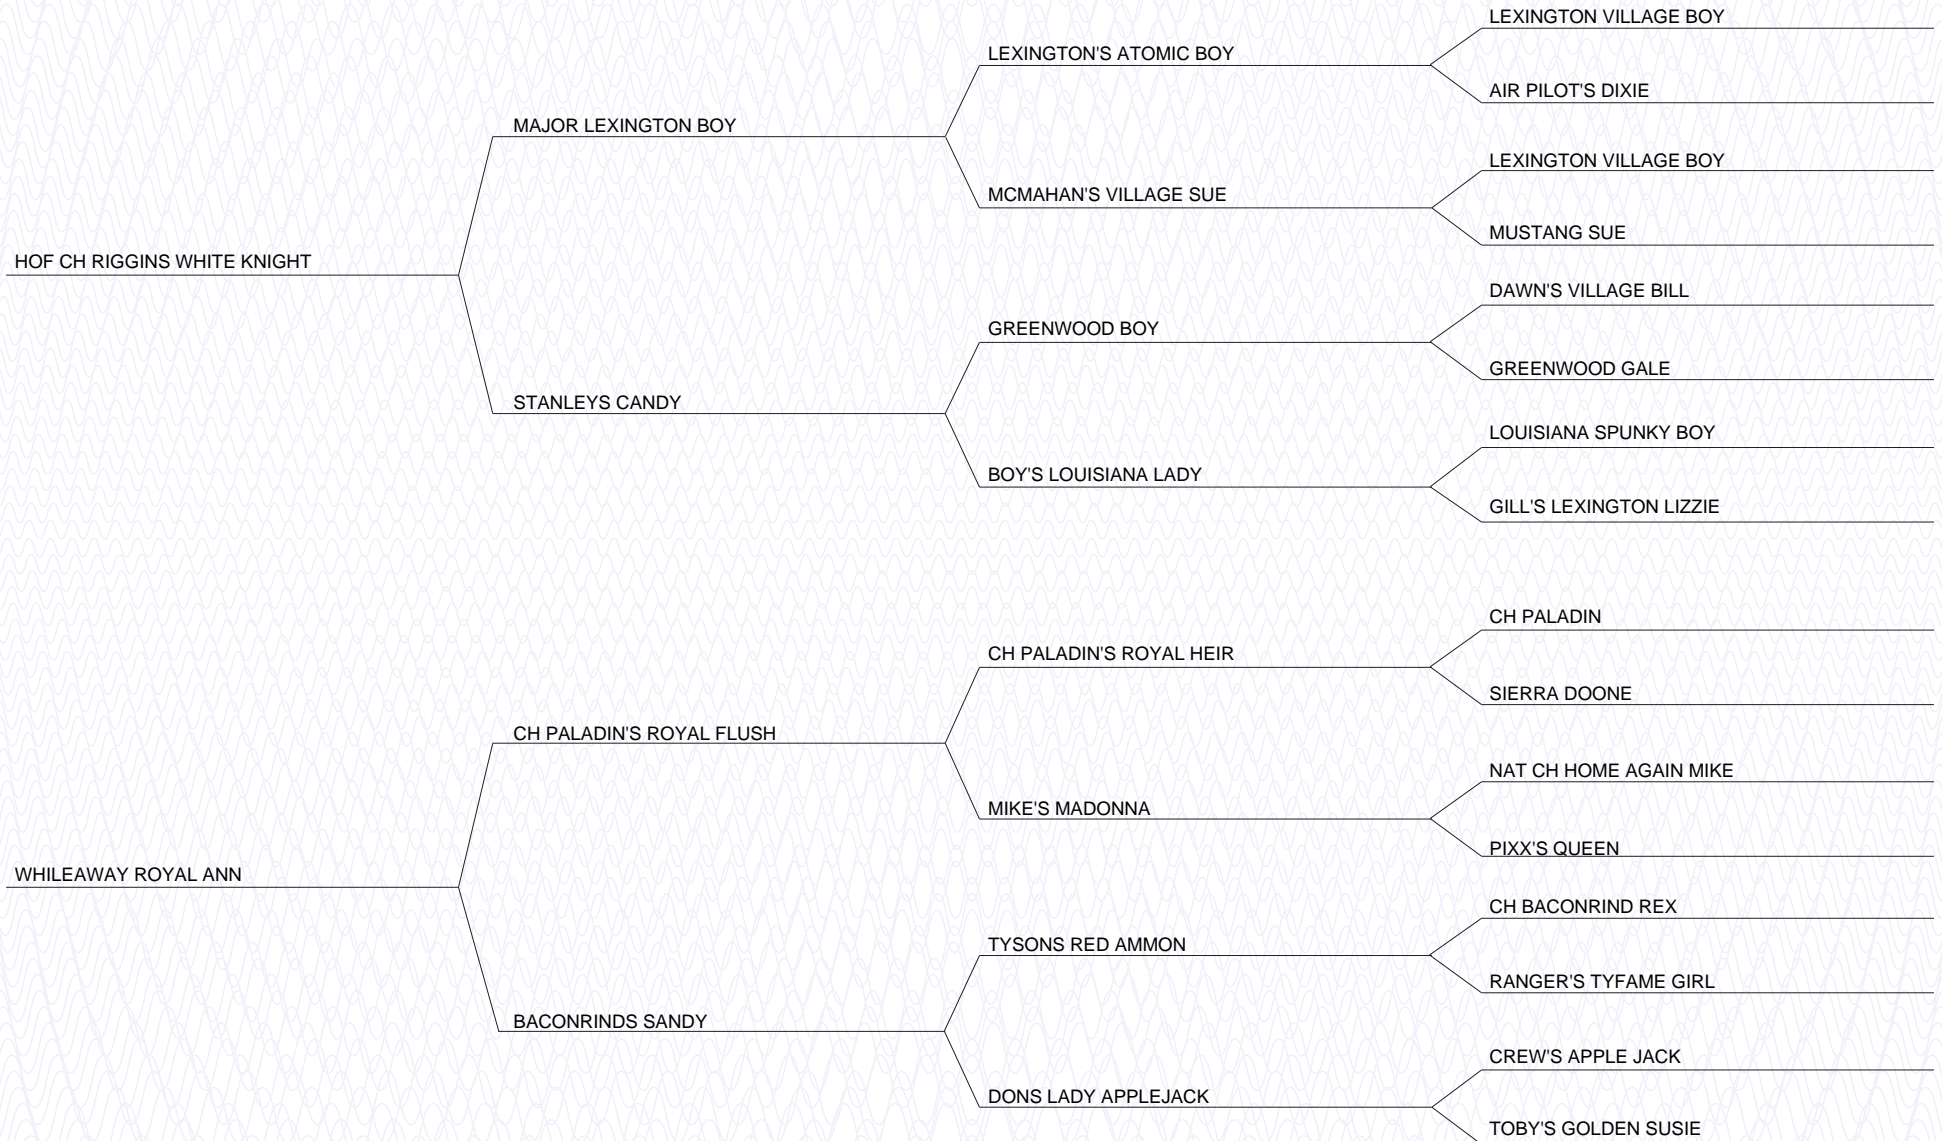 LEXINGTON VILLAGE BOY
LEXINGTON'S ATOMIC BOY
AIR PILOT'S DIXIE
MAJOR LEXINGTON BOY
LEXINGTON VILLAGE BOY
MCMAHAN'S VILLAGE SUE
MUSTANG SUE
HOF CH RIGGINS WHITE KNIGHT
DAWN'S VILLAGE BILL
GREENWOOD BOY
GREENWOOD GALE
STANLEYS CANDY
LOUISIANA SPUNKY BOY
BOY'S LOUISIANA LADY
GILL'S LEXINGTON LIZZIE
CH PALADIN
CH PALADIN'S ROYAL HEIR
SIERRA DOONE
CH PALADIN'S ROYAL FLUSH
NAT CH HOME AGAIN MIKE
MIKE'S MADONNA
PIXX'S QUEEN
WHILEAWAY ROYAL ANN
CH BACONRIND REX
TYSONS RED AMMON
RANGER'S TYFAME GIRL
BACONRINDS SANDY
CREW'S APPLE JACK
DONS LADY APPLEJACK
TOBY'S GOLDEN SUSIE